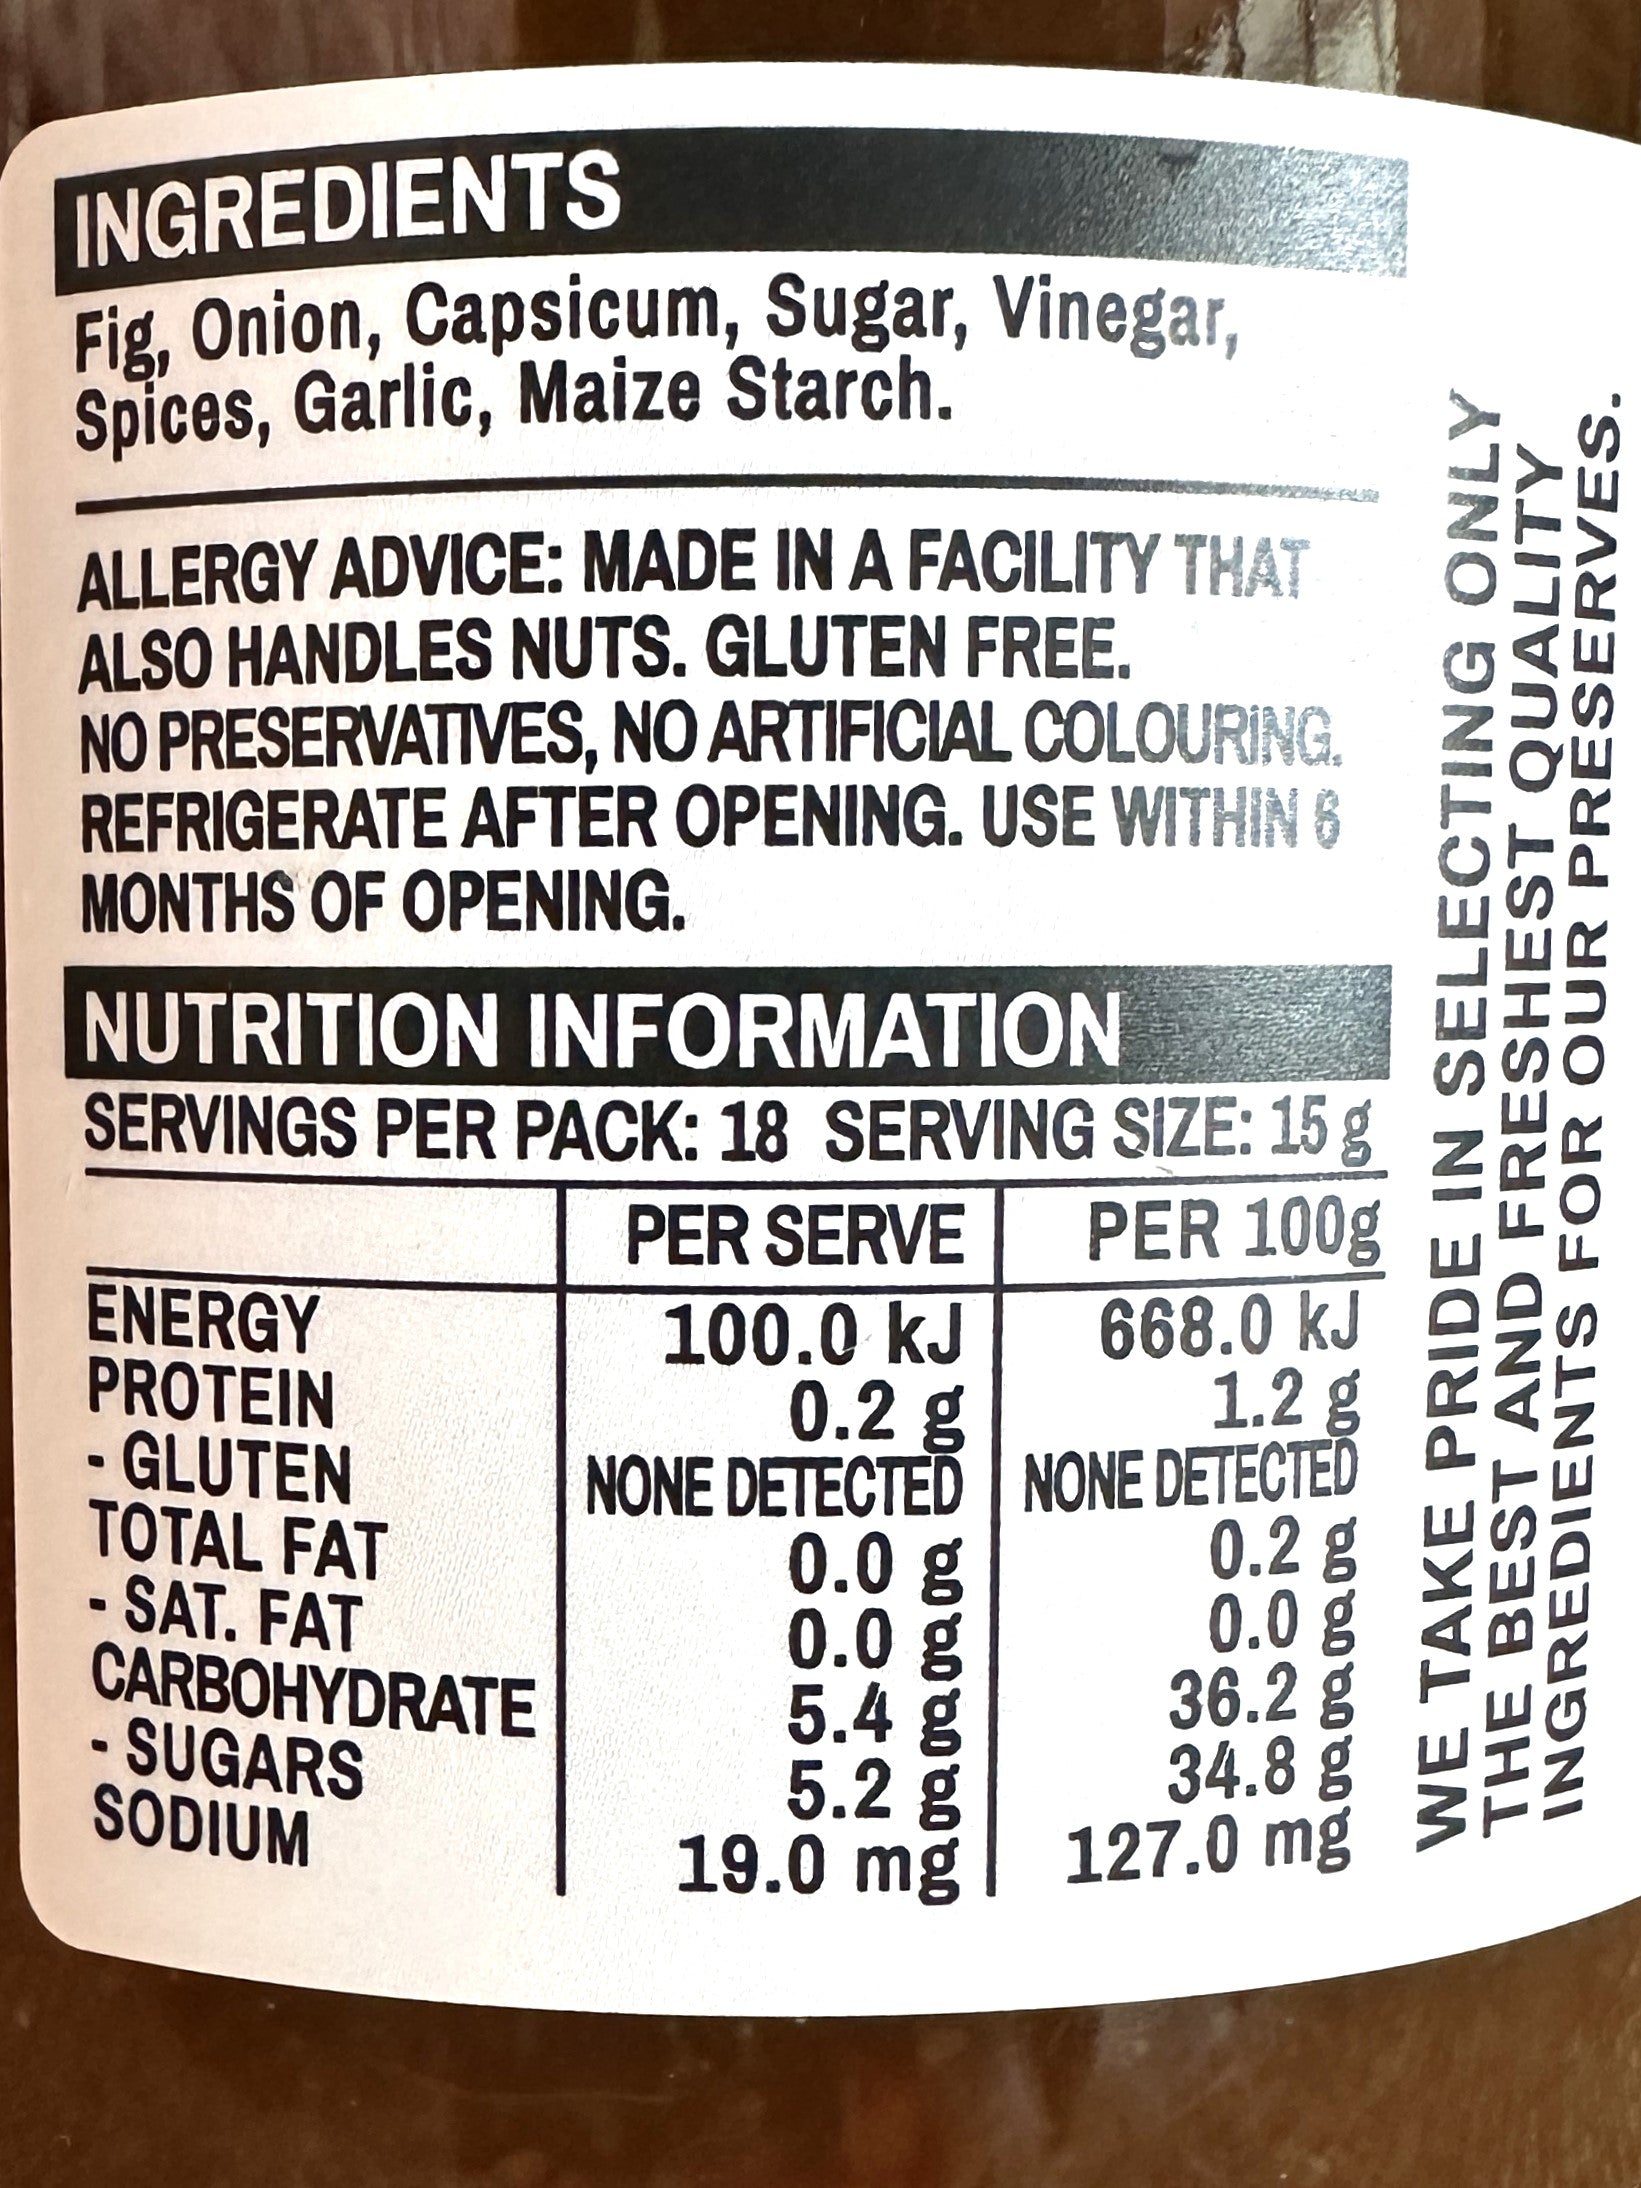 INGREDIENTS
Fig, Onion, Capsicum, Sugar, Vinegar,
Spices, Garlic, Maize Starch.
ALLERGY ADVICE: MADE IN A FACILITY THAT
ALSO HANDLES NUTS. GLUTEN FREE.
NO PRESERVATIVES, NO ARTIFICIAL COLOURING.
REFRIGERATE AFTER OPENING. USE WITHIN 6
MONTHS OF OPENING.
NUTRITION INFORMATION
SERVINGS PER PACK: 18 SERVING SIZE: 15 g
PER SERVE PER 100g
ENERGY 100.0 kJ 668.0 kJ
PROTEIN 0.2 g 1.2 g
- GLUTEN NONE DETECTED NONE DETECTED
TOTAL FAT 0.0 g 0.2 g
- SAT. FAT 0.0 g 0.0 g
CARBOHYDRATE 5.4 g 36.2 g
- SUGARS 5.2 g 34.8 g
SODIUM 19.0 mg 127.0 mg
WE TAKE PRIDE IN SELECTING ONLY
THE BEST AND FRESHEST QUALITY
INGREDIENTS FOR OUR PRESERVES.